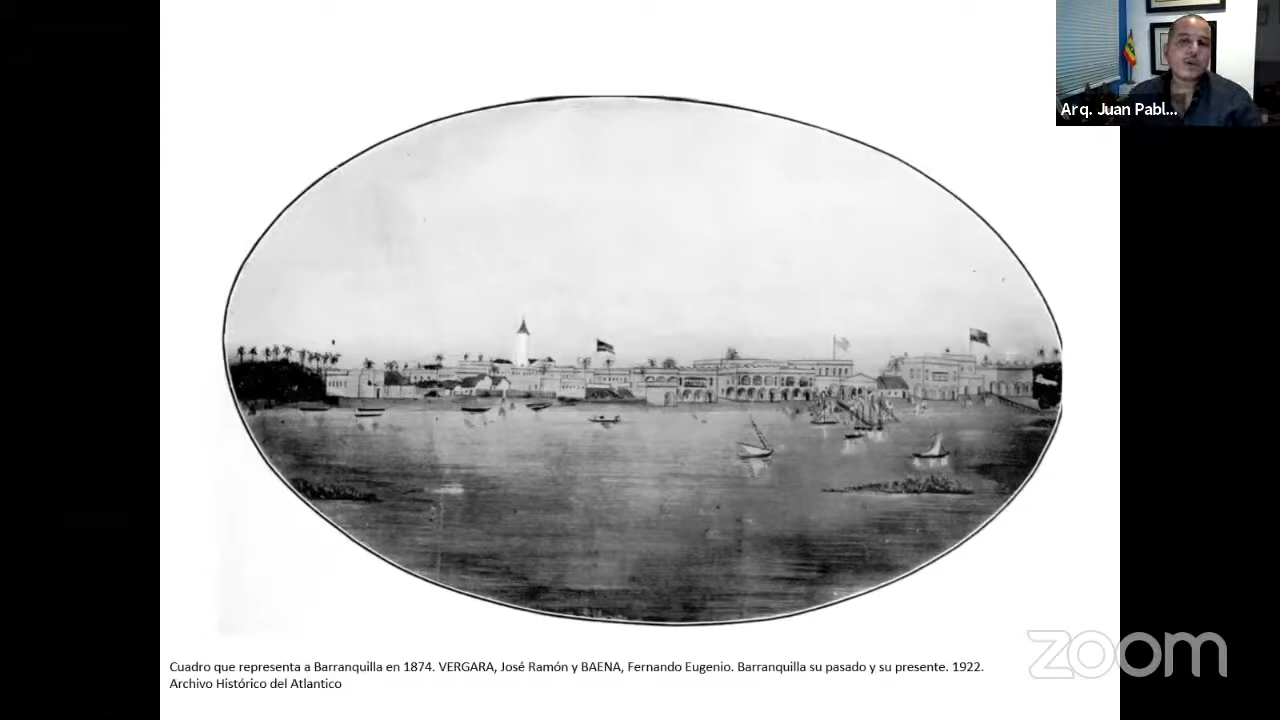 Arq. Juan Pabl...
Cuadro que representa a Barranquilla en 1874. VERGARA, José Ramón y BAENA, Fernando Eugenio. Barranquilla su pasado y su presente. 1922.
Archivo Histórico del Atlantico
zoom